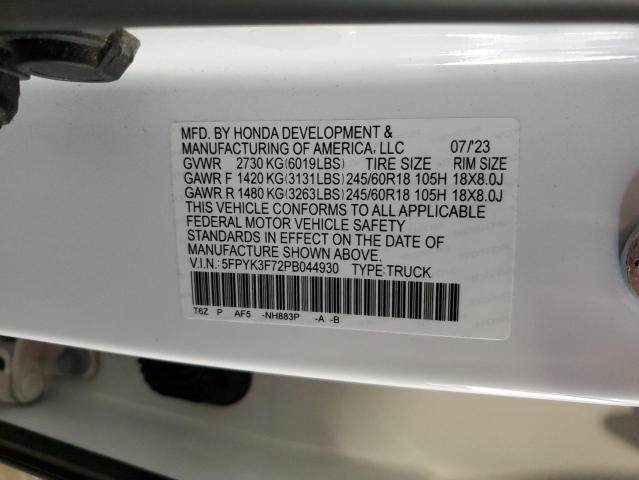 MFD. BY HONDA DEVELOPMENT &
MANUFACTURING OF AMERICA, LLC 07/'23
GVWR 2730 KG(6019LBS) TIRE SIZE RIM SIZE
GAWR F 1420 KG(3131LBS) 245/60R18 105H 18X8.0J
GAWR R 1480 KG(3263LBS) 245/60R18 105H 18X8.0J
THIS VEHICLE CONFORMS TO ALL APPLICABLE
FEDERAL MOTOR VEHICLE SAFETY
STANDARDS IN EFFECT ON THE DATE OF
MANUFACTURE SHOWN ABOVE.
V.I.N.: 5FPYK3F72PB044930 TYPE:TRUCK
T6Z P AF5 -NH883P -A -B